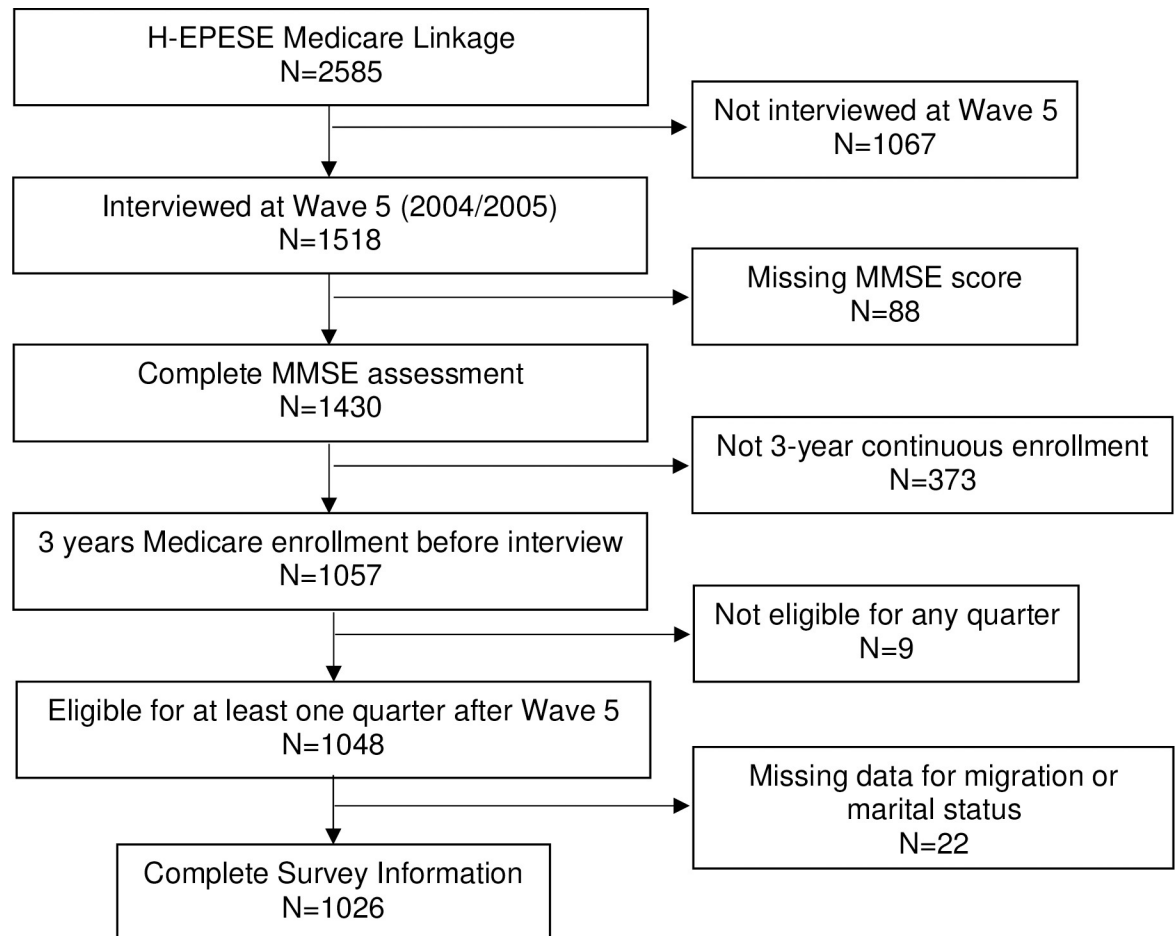 H-EPESE Medicare Linkage
N=2585
Not interviewed at Wave 5
N=1067
Interviewed at Wave 5 (2004/2005)
N=1518
Missing MMSE score
N=88
Complete MMSE assessment
N=1430
Not 3-year continuous enrollment
N=373
3 years Medicare enrollment before interview
N=1057
Not eligible for any quarter
N=9
Eligible for at least one quarter after Wave 5
N=1048
Missing data for migration or
marital status
N=22
Complete Survey Information
N=1026